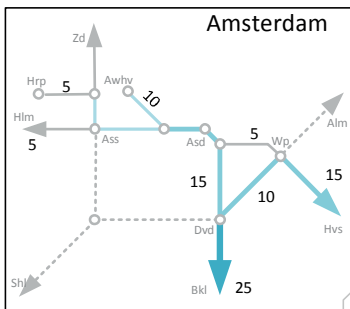 Amsterdam
Zd
Hrp
5
Awhv
10
Hlm
5
Ass
Asd
5
Wp
Alm
15
15
10
Hvs
Dvd
Shl
Bkl
25